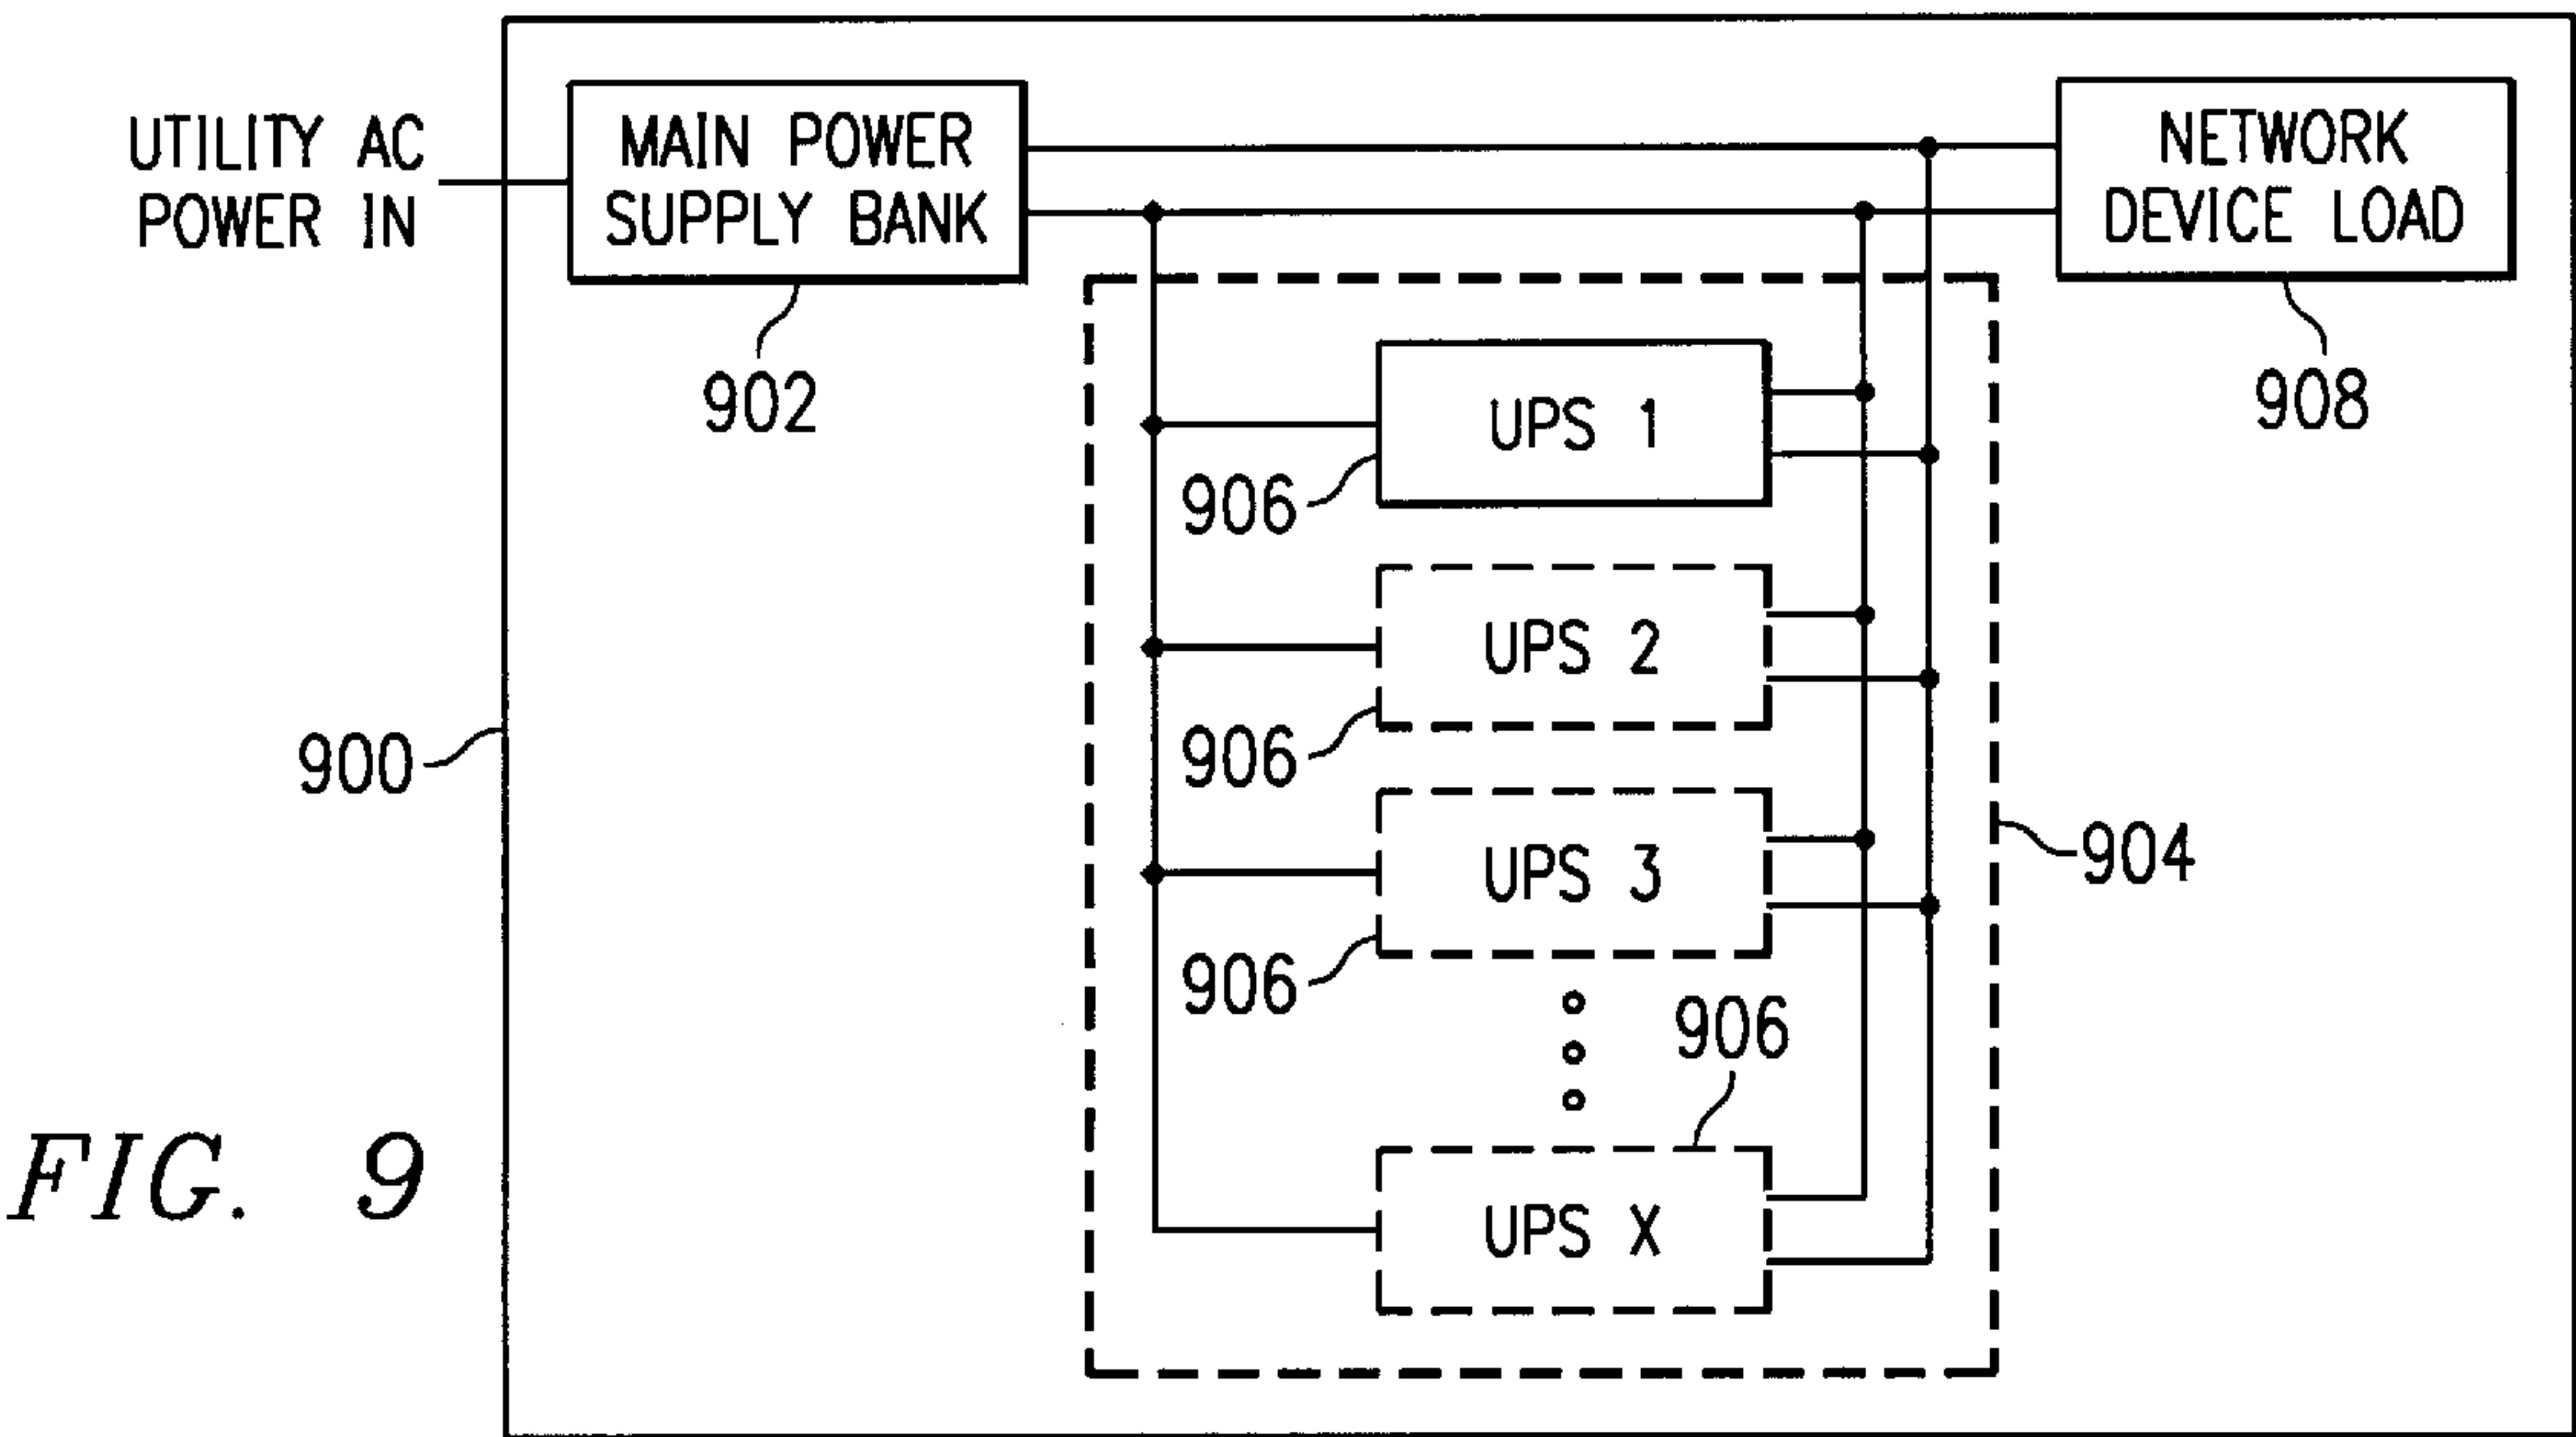 UTILITY AC
POWER IN
MAIN POWER
SUPPLY BANK
902
NETWORK
DEVICE LOAD
908
UPS 1
906
UPS 2
906
900
UPS 3
906
904
906
UPS X
FIG. 9